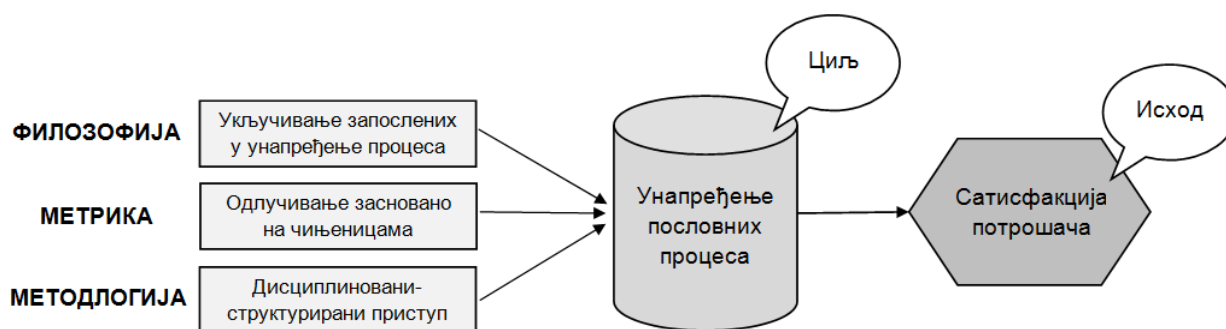 ФИЛОЗОФИЈА
Укључивање запослених
у унапређење процеса
МЕТРИКА
Одлучивање засновано
на чињеницама
МЕТОДЛОГИЈА
Дисциплиновани-
структурирани приступ
Циљ
Унапређење
пословних
процеса
Исход
Сатисфакција
потрошача